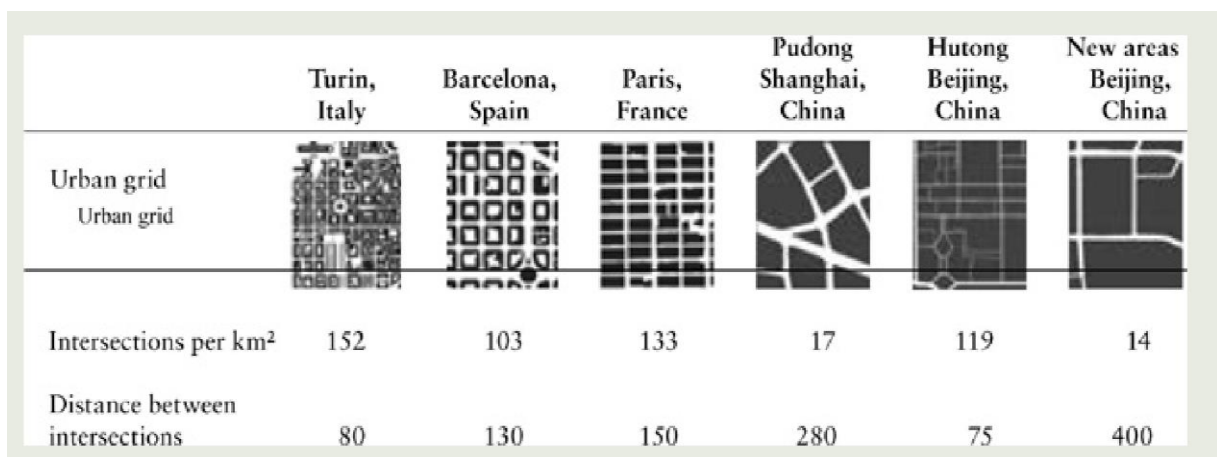 Turin, Italy
Barcelona, Spain
Paris, France
Pudong Shanghai, China
Hutong Beijing, China
New areas Beijing, China
Urban grid
Urban grid
Intersections per km² 152 103 133 17 119 14
Distance between
intersections 80 130 150 280 75 400